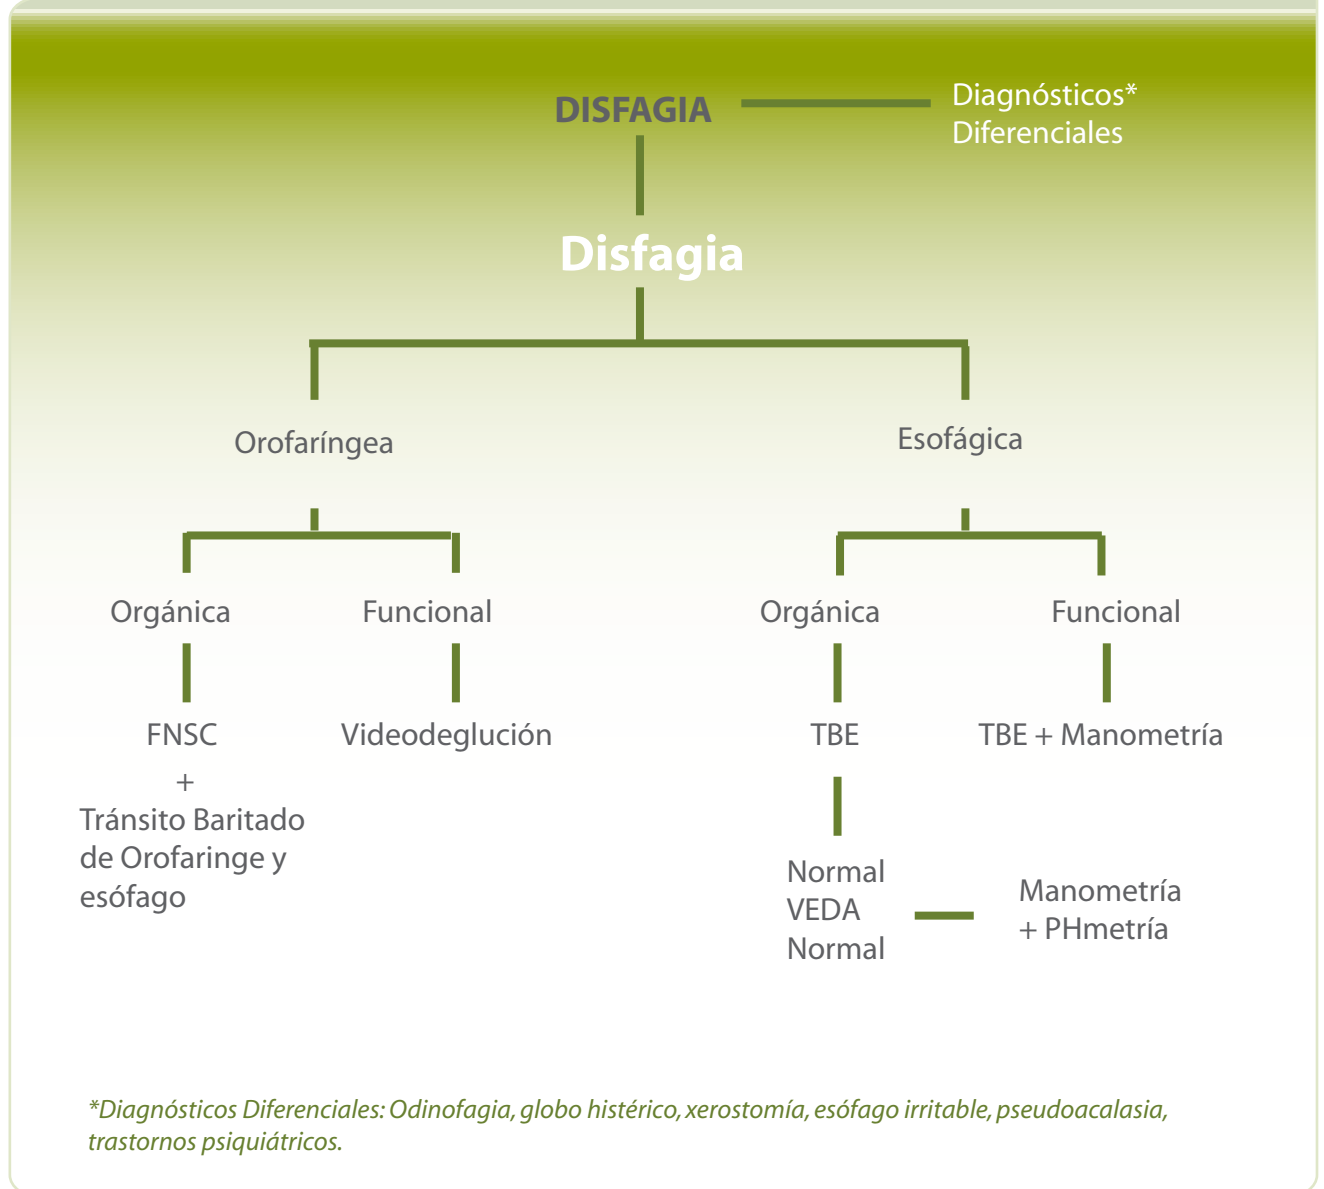 DISFAGIA
Diagnósticos*
Diferenciales
Disfagia
Orofaríngea
Esofágica
Orgánica
Funcional
Orgánica
Funcional
FNSC
+
Tránsito Baritado
de Orofaringe y
esófago
Videodeglución
TBE
TBE + Manometría
Normal
VEDA
Normal
Manometría
+ PHmetría
*Diagnósticos Diferenciales: Odinofagia, globo histérico, xerostomía, esófago irritable, pseudoacalasia,
trastornos psiquiátricos.